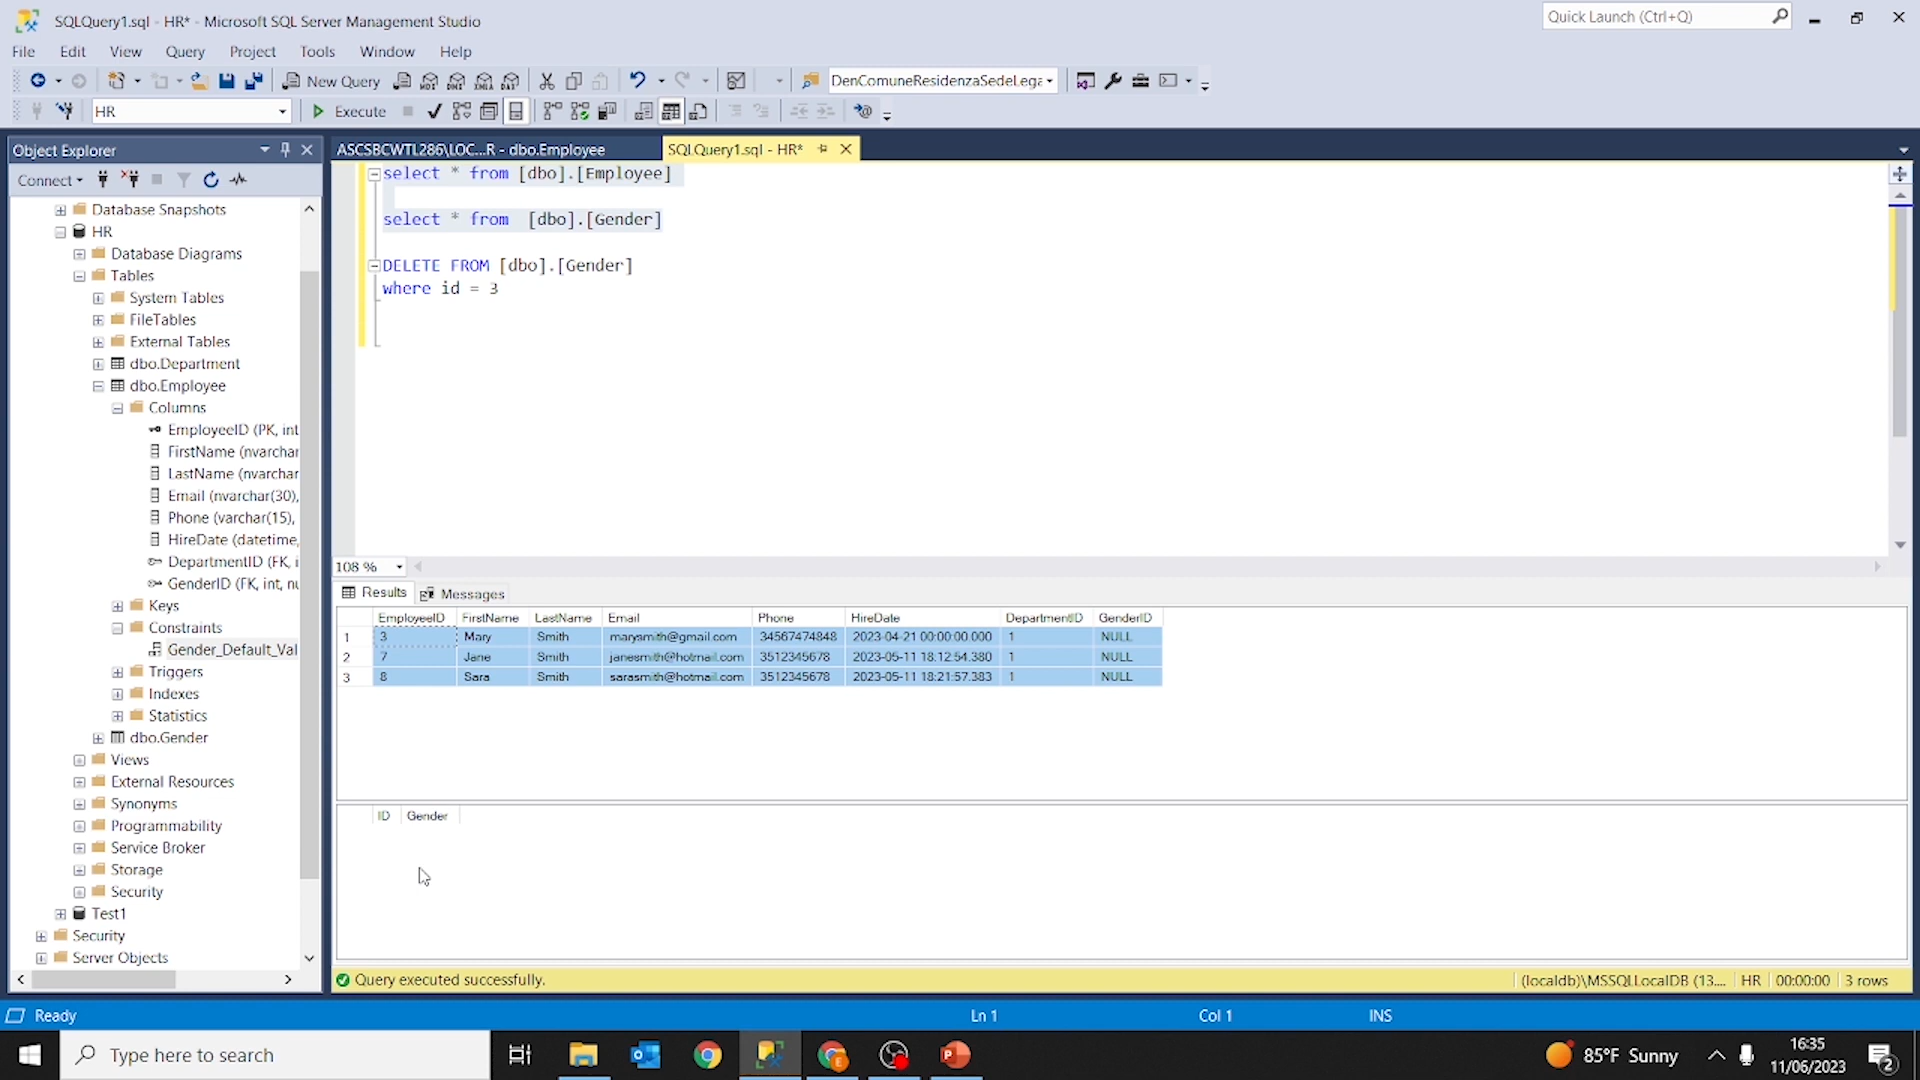 SQLQuery1.sql - HR* - Microsoft SQL Server Management Studio
Quick Launch (Ctrl+Q)
File Edit View Query Project Tools Window Help
New Query
DenComuneResidenzaSedeLega
HR
Execute
Object Explorer
ASCSBCWTL286\LOC...R - dbo.Employee
SQLQuery1.sql - HR*
Connect
Database Snapshots
HR
Database Diagrams
Tables
System Tables
FileTables
External Tables
dbo.Department
dbo.Employee
Columns
EmployeeID (PK, int
FirstName (nvarchar
LastName (nvarchar
Email (nvarchar(30),
Phone (varchar(15),
HireDate (datetime,
DepartmentID (FK, i
GenderID (FK, int, nu
Keys
Constraints
Gender_Default_Val
Triggers
Indexes
Statistics
dbo.Gender
Views
External Resources
Synonyms
Programmability
Service Broker
Storage
Security
Test1
Security
Server Objects
select * from [dbo].[Employee]
select * from [dbo].[Gender]
DELETE FROM [dbo].[Gender]
where id = 3
108 %
Results Messages
EmployeeID FirstName LastName Email Phone HireDate DepartmentID GenderID
1 3 Mary Smith marysmith@gmail.com 34567474848 2023-04-21 00:00:00.000 1 NULL
2 7 Jane Smith janesmith@hotmail.com 3512345678 2023-05-11 18:12:54.380 1 NULL
3 8 Sara Smith sarasmith@hotmail.com 3512345678 2023-05-11 18:21:57.383 1 NULL
ID Gender
Query executed successfully.
(localdb)\MSSQLLocalDB (13.... HR 00:00:00 3 rows
Ready
Ln 1 Col 1 INS
Type here to search
85°F Sunny
16:35
11/06/2023
2